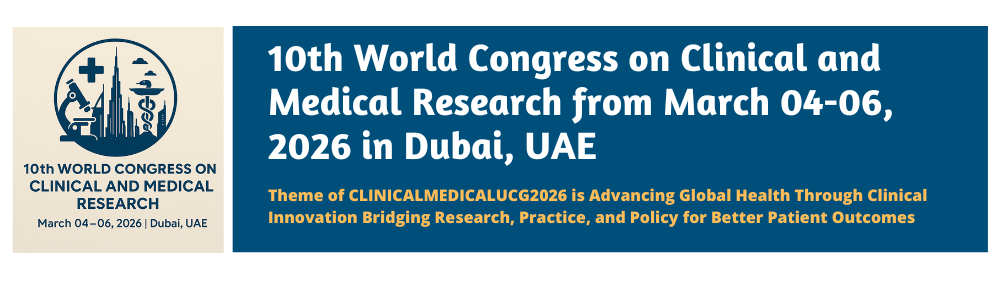 10th WORLD CONGRESS ON
CLINICAL AND MEDICAL
RESEARCH
March 04–06, 2026 | Dubai, UAE
10th World Congress on Clinical and
Medical Research from March 04-06,
2026 in Dubai, UAE
Theme of CLINICALMEDICALUCG2026 is Advancing Global Health Through Clinical
Innovation Bridging Research, Practice, and Policy for Better Patient Outcomes